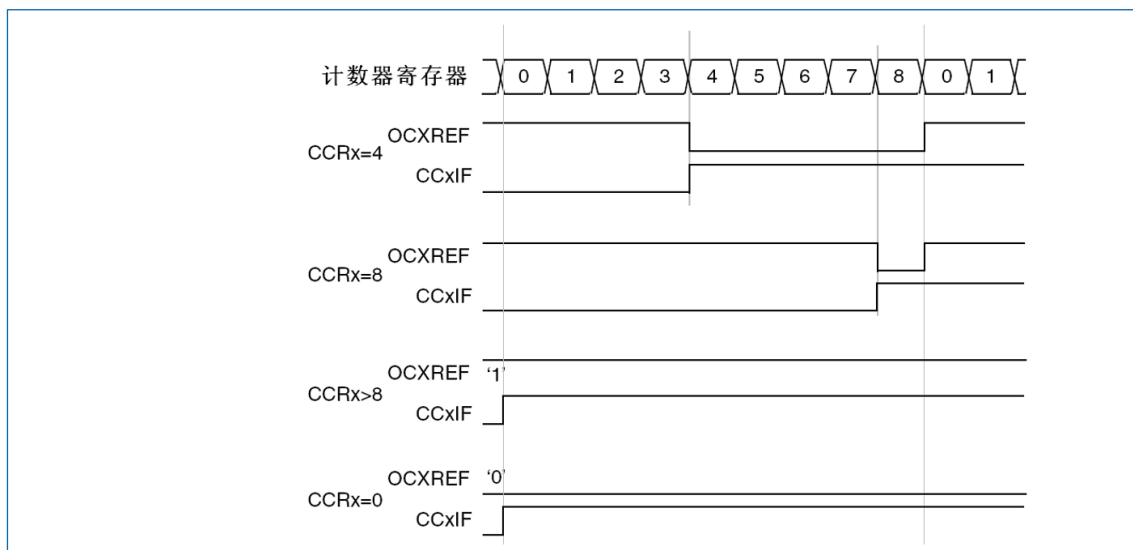 计数器寄存器 0 1 2 3 4 5 6 7 8 0 1
OCXREF
CCRx=4
CCxIF
OCXREF
CCRx=8
CCxIF
OCXREF ‘1’
CCRx>8
CCxIF
OCXREF ‘0’
CCRx=0
CCxIF